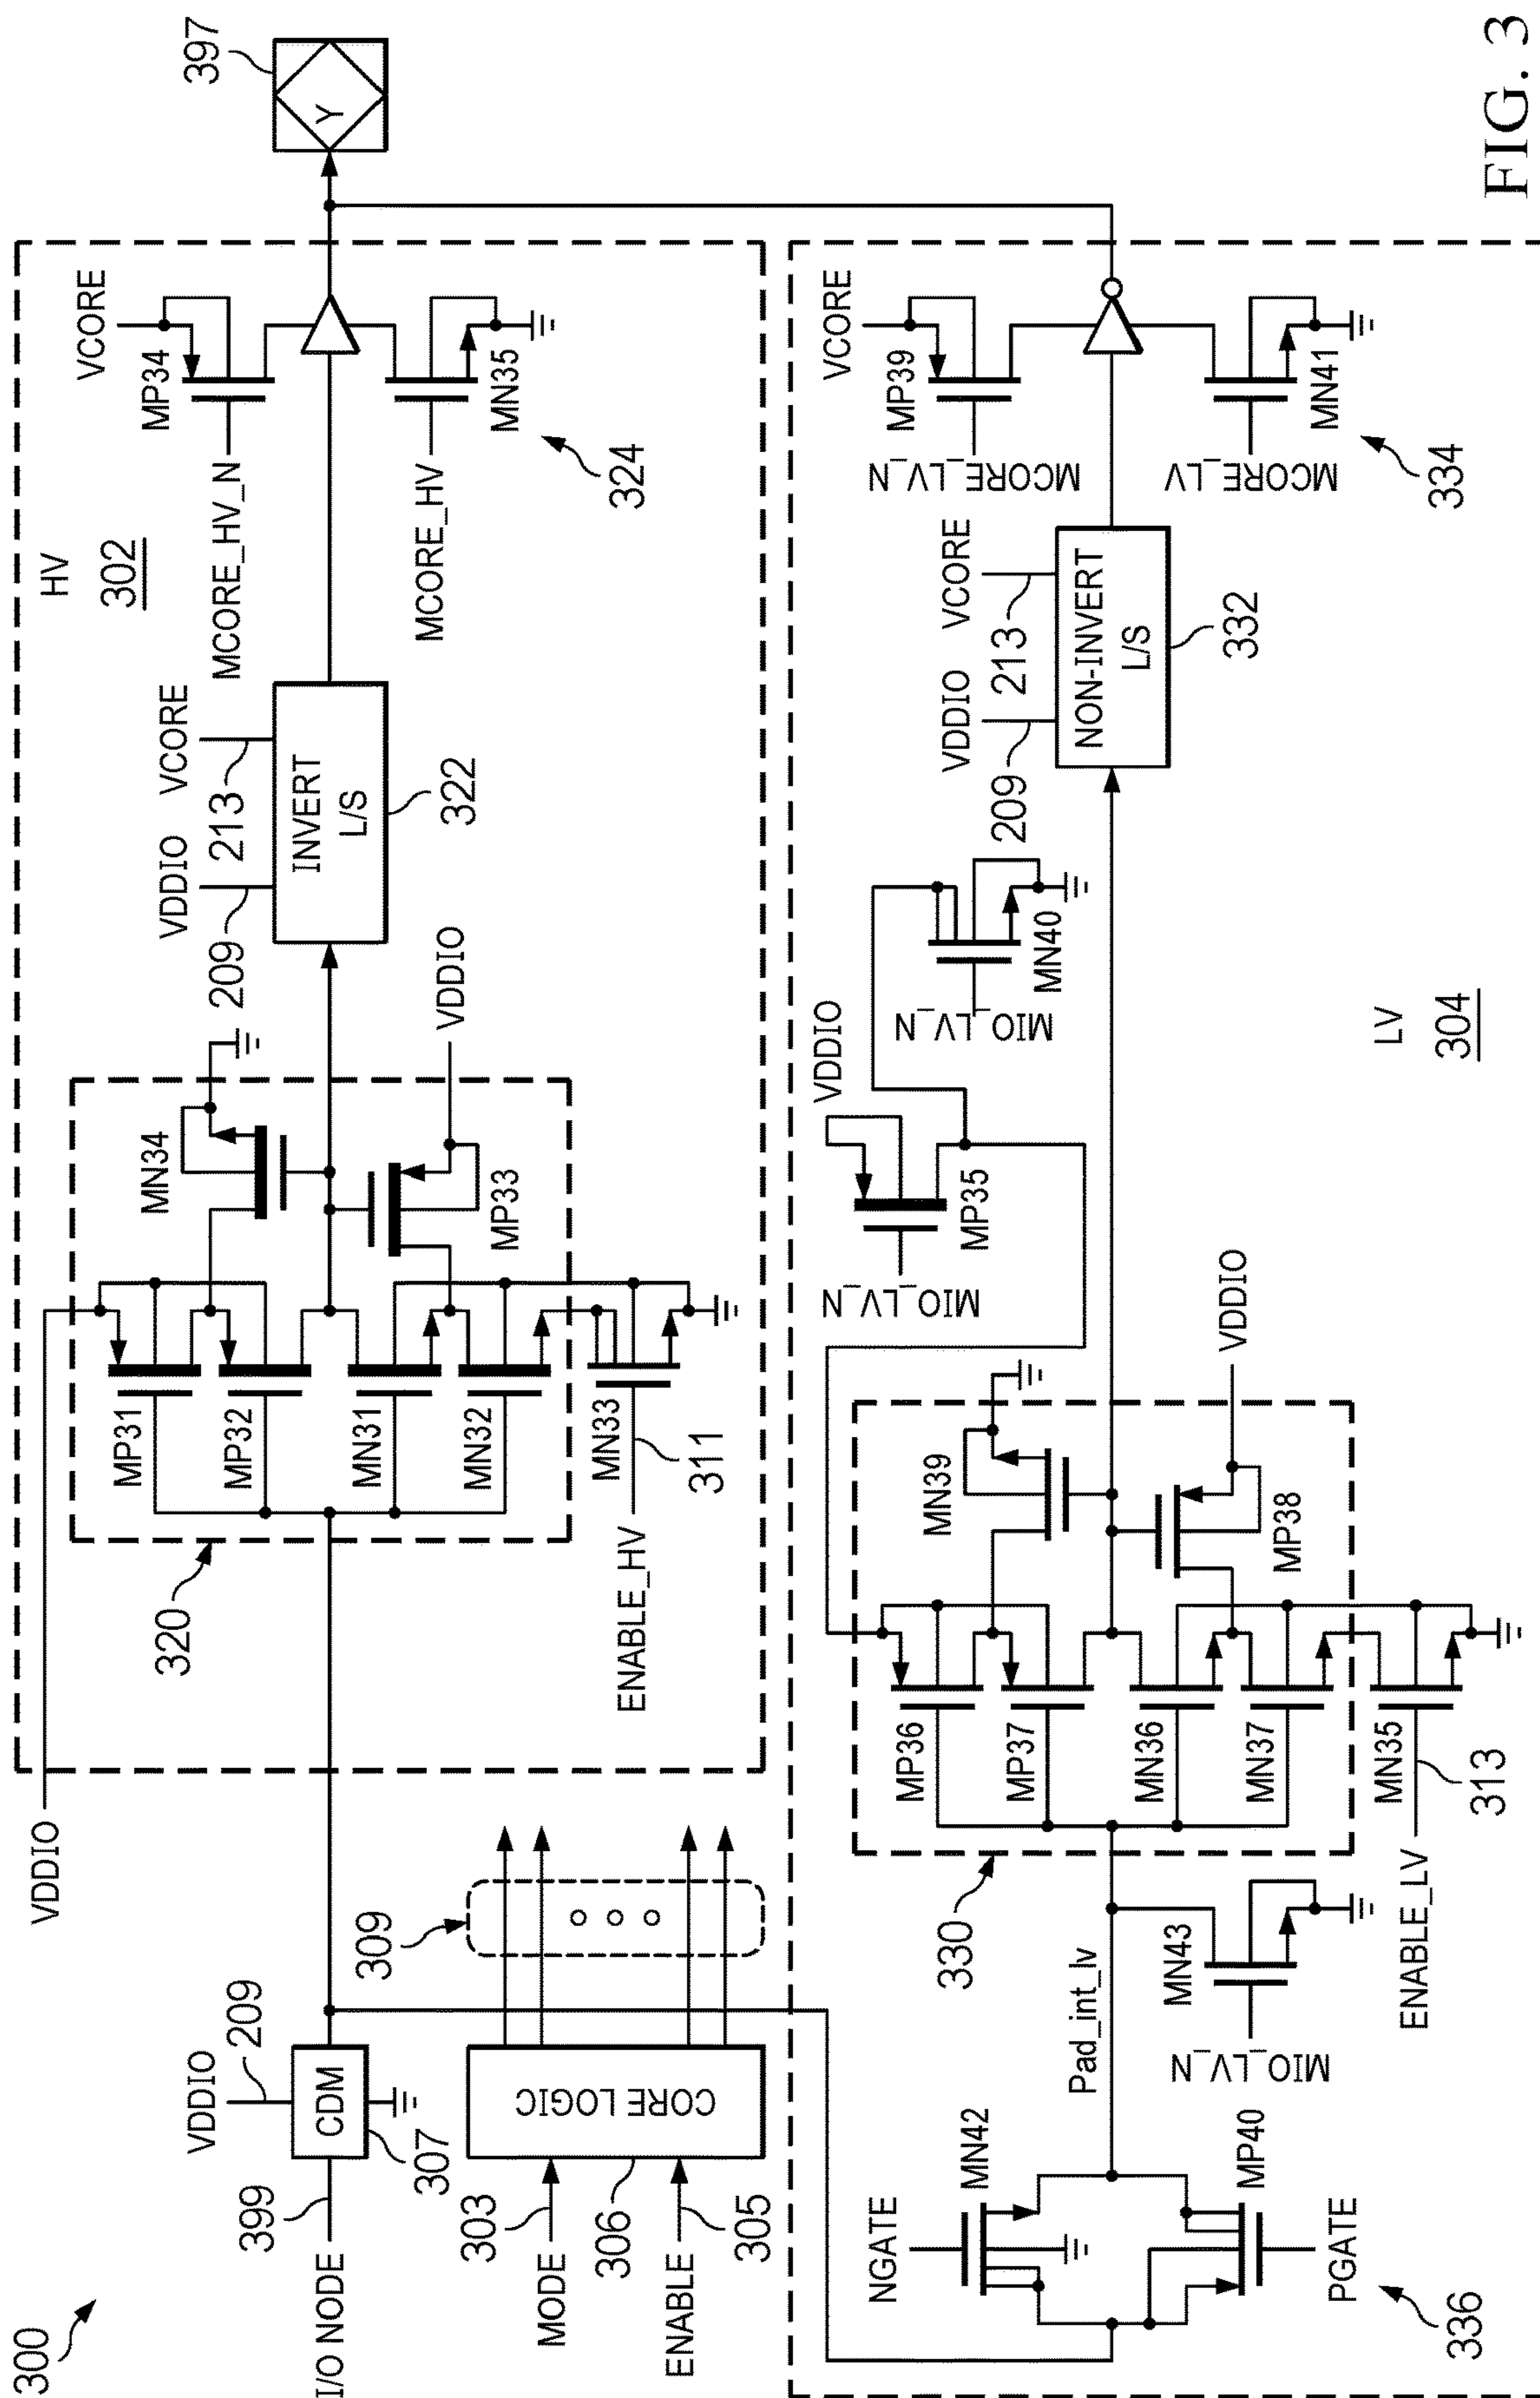 300
I/O NODE
399
VDDIO
209
CDM
307
MODE
303
ENABLE
305
306
CORE LOGIC
309
VDDIO
HV
302
320
MP31
MP32
MN31
MN32
MN33
ENABLE_HV
311
MN34
MP33
VDDIO
VDDIO
209
VCORE
213
INVERT
L/S
322
MCORE_HV_N
MCORE_HV
VCORE
MP34
MN35
324
Y
397
LV
304
NGATE
MN42
PGATE
MP40
336
Pad_int_lv
MN43
MIO_LV_N
330
MP36
MP37
MN36
MN37
MN35
ENABLE_LV
313
MN39
MP38
VDDIO
MIO_LV_N
MP35
VDDIO
MIO_LV_N
MN40
VDDIO
209
VCORE
213
NON-INVERT
L/S
332
MCORE_LV_N
MCORE_LV
VCORE
MP39
MN41
334
FIG. 3